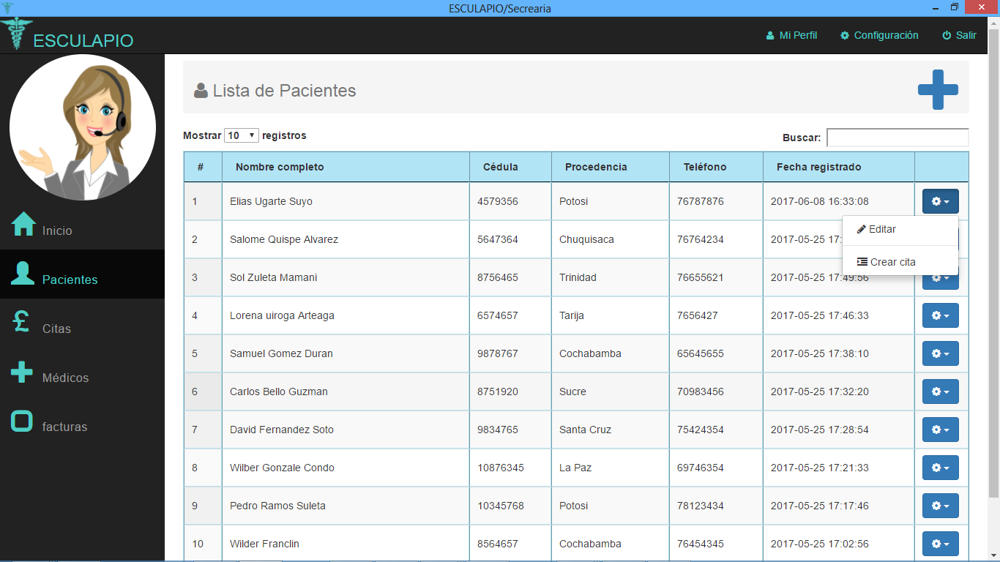 ESCULAPIO/Secrearia
ESCULAPIO
Mi Perfil Configuración Salir
Inicio
Pacientes
£ Citas
Médicos
facturas
Lista de Pacientes
Mostrar 10 registros
Buscar:
# Nombre completo Cédula Procedencia Teléfono Fecha registrado
1 Elias Ugarte Suyo 4579356 Potosi 76787876 2017-06-08 16:33:08
Editar
Crear cita
2 Salome Quispe Alvarez 5647364 Chuquisaca 76764234 2017-05-25 17:
3 Sol Zuleta Mamani 8756465 Trinidad 76655621 2017-05-25 17:49:56
4 Lorena uiroga Arteaga 6574657 Tarija 7656427 2017-05-25 17:46:33
5 Samuel Gomez Duran 9878767 Cochabamba 65645655 2017-05-25 17:38:10
6 Carlos Bello Guzman 8751920 Sucre 70983456 2017-05-25 17:32:20
7 David Fernandez Soto 9834765 Santa Cruz 75424354 2017-05-25 17:28:54
8 Wilber Gonzale Condo 10876345 La Paz 69746354 2017-05-25 17:21:33
9 Pedro Ramos Suleta 10345768 Potosi 78123434 2017-05-25 17:17:46
10 Wilder Franclin 8564657 Cochabamba 76454345 2017-05-25 17:02:56